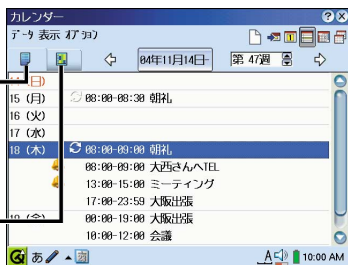 カレンダー
データ 表示 オプション
04年11月14日-
第 47週
(日)
15 (月) 08:00-08:30 朝礼
16 (火)
17 (水)
18 (木) 08:00-09:00 朝礼
08:00-09:00 大西さんへTEL
13:00-15:00 ミーティング
17:00-23:59 大阪出張
19 (金) 00:00-19:00 大阪出張
10:00-12:00 会議
あ 10:00 AM